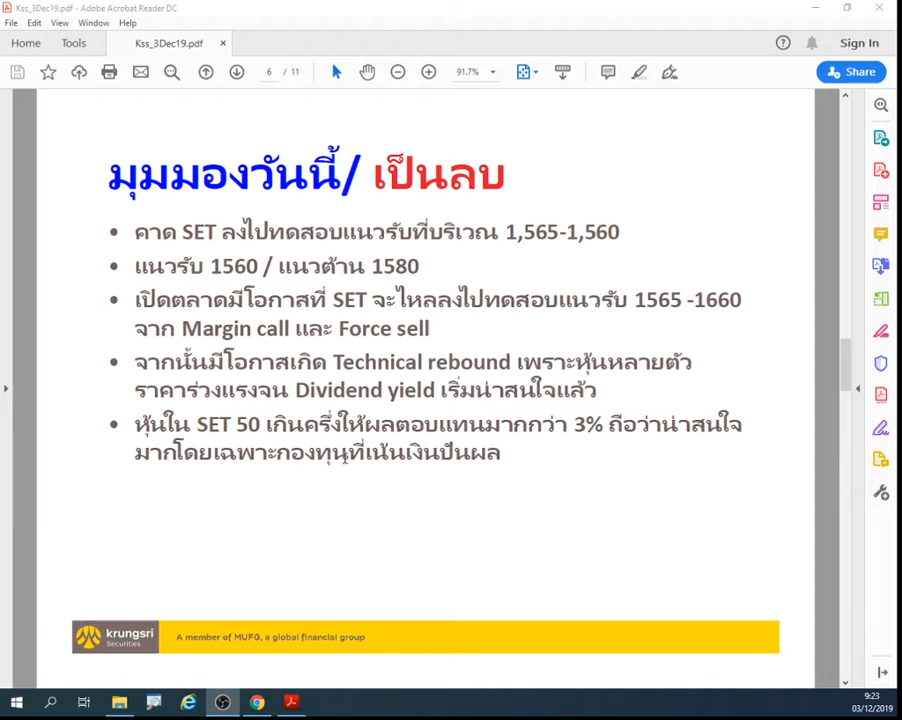 Kss_3Dec19.pdf - Adobe Acrobat Reader DC
File Edit View Window Help
Home Tools Kss_3Dec19.pdf × Sign In
6 / 11 91.7% Share
มุมมองวันนี้/ เป็นลบ
• คาด SET ลงไปทดสอบแนวรับที่บริเวณ 1,565-1,560
• แนวรับ 1560 / แนวต้าน 1580
• เปิดตลาดมีโอกาสที่ SET จะไหลลงไปทดสอบแนวรับ 1565 -1660
จาก Margin call และ Force sell
• จากนั้นมีโอกาสเกิด Technical rebound เพราะหุ้นหลายตัว
ราคาร่วงแรงจน Dividend yield เริ่มน่าสนใจแล้ว
• หุ้นใน SET 50 เกินครึ่งให้ผลตอบแทนมากกว่า 3% ถือว่าน่าสนใจ
มากโดยเฉพาะกองทุนที่เน้นเงินปันผล
krungsri
Securities
A member of MUFG, a global financial group
9:23
03/12/2019